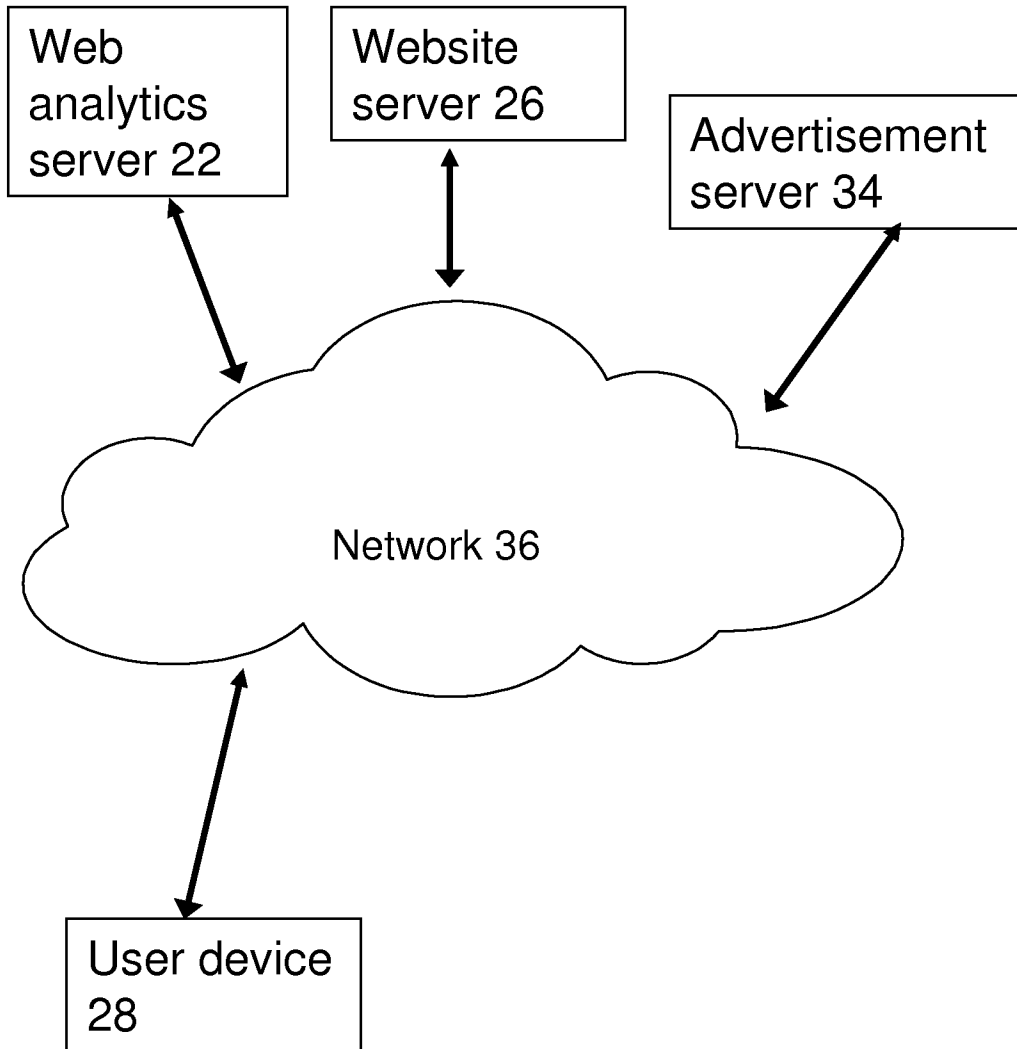 Web
analytics
server 22
Website
server 26
Advertisement
server 34
Network 36
User device
28